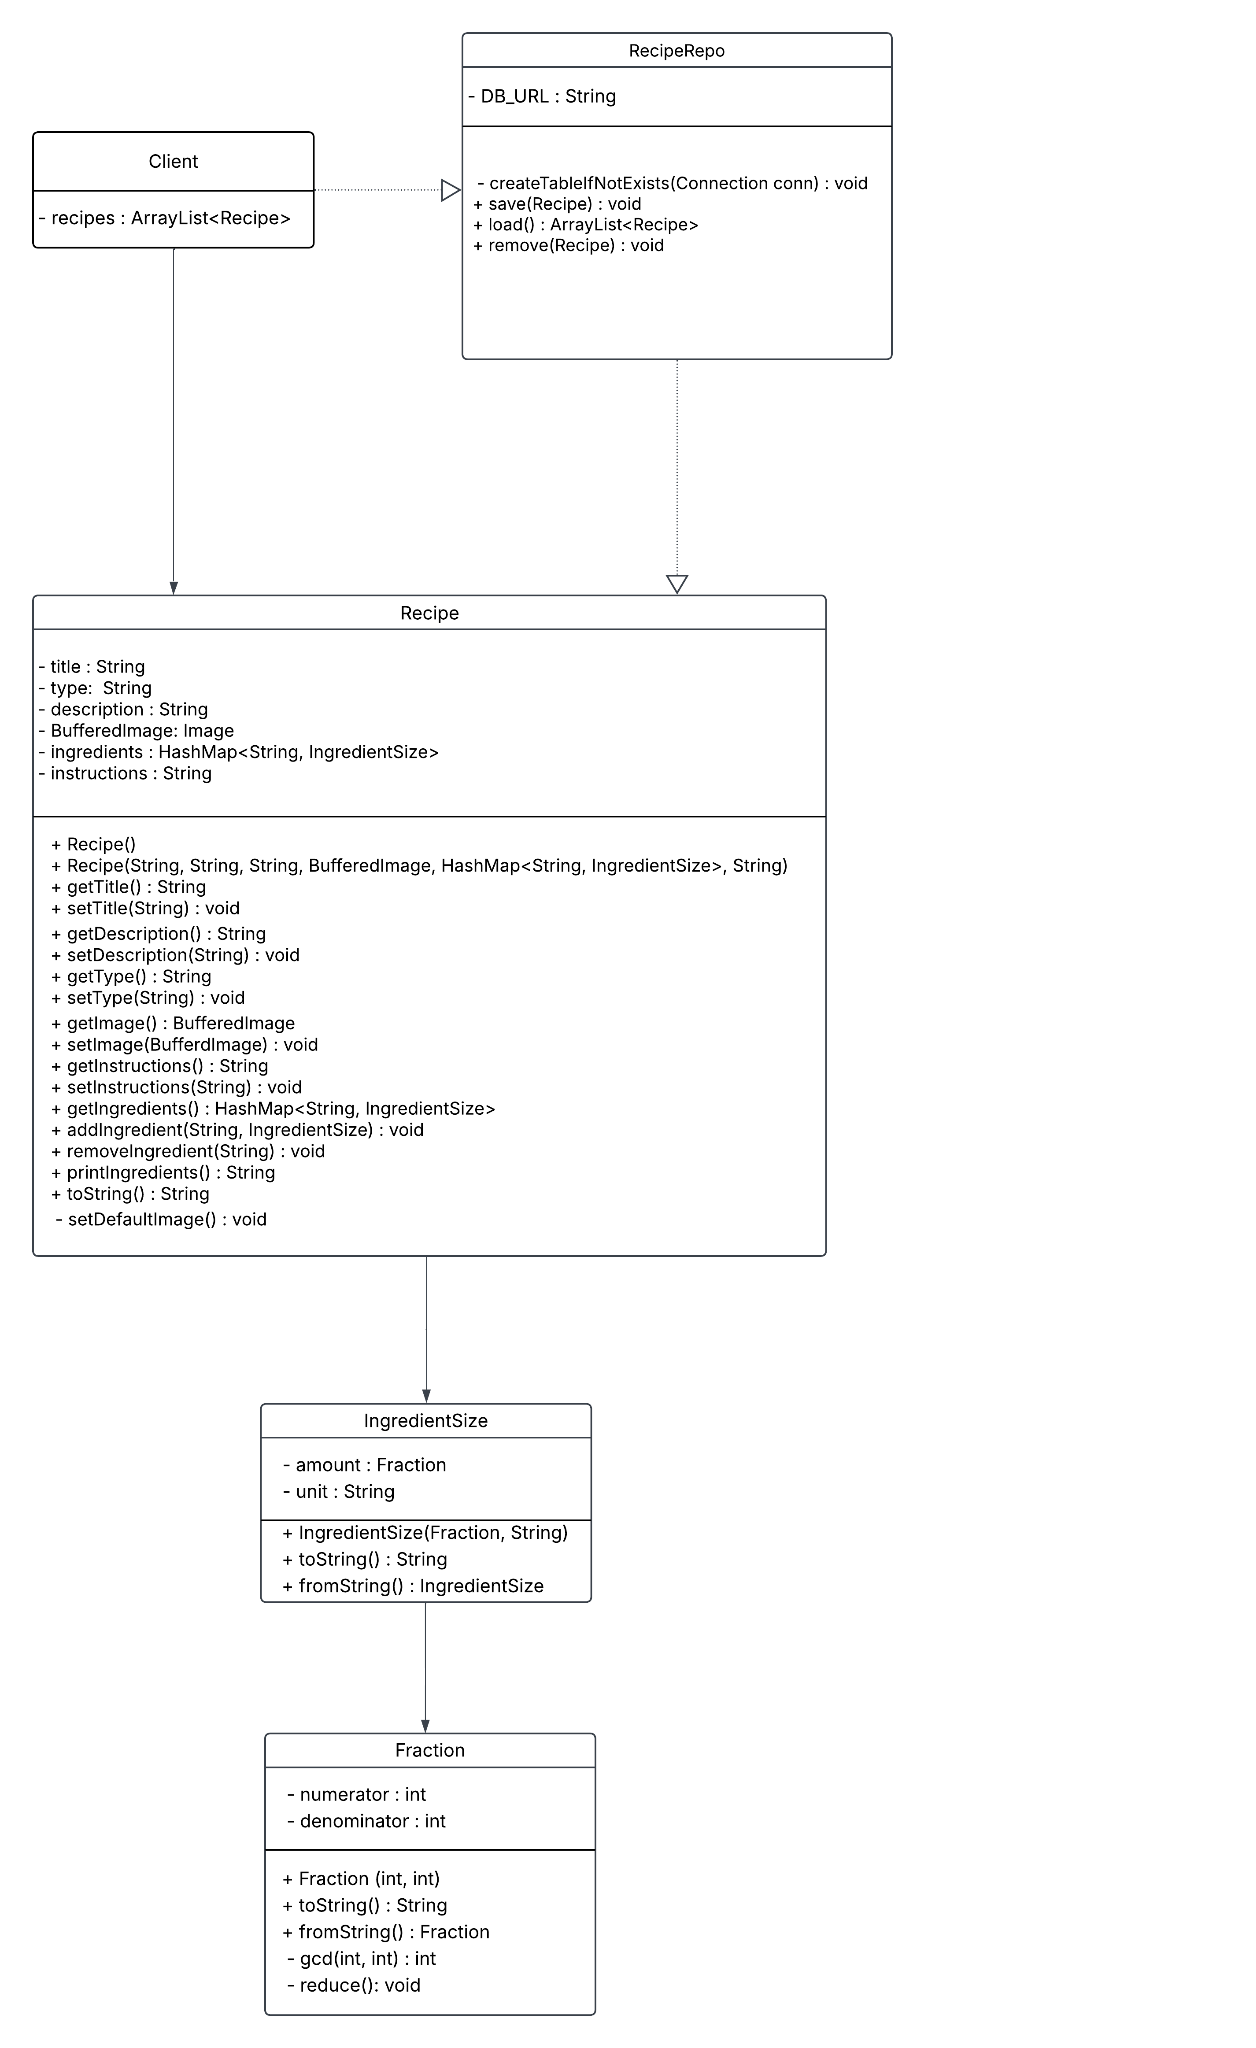 RecipeRepo
- DB_URL : String
- createTableIfNotExists(Connection conn) : void
+ save(Recipe) : void
+ load() : ArrayList<Recipe>
+ remove(Recipe) : void
Client
- recipes : ArrayList<Recipe>
Recipe
- title : String
- type:  String
- description : String
- BufferedImage: Image
- ingredients : HashMap<String, IngredientSize>
- instructions : String
+ Recipe()
+ Recipe(String, String, String, BufferedImage, HashMap<String, IngredientSize>, String)
+ getTitle() : String
+ setTitle(String) : void
+ getDescription() : String
+ setDescription(String) : void
+ getType() : String
+ setType(String) : void
+ getImage() : BufferedImage
+ setImage(BufferdImage) : void
+ getInstructions() : String
+ setInstructions(String) : void
+ getIngredients() : HashMap<String, IngredientSize>
+ addIngredient(String, IngredientSize) : void
+ removeIngredient(String) : void
+ printIngredients() : String
+ toString() : String
- setDefaultImage() : void
IngredientSize
- amount : Fraction
- unit : String
+ IngredientSize(Fraction, String)
+ toString() : String
+ fromString() : IngredientSize
Fraction
- numerator : int
- denominator : int
+ Fraction (int, int)
+ toString() : String
+ fromString() : Fraction
- gcd(int, int) : int
- reduce(): void